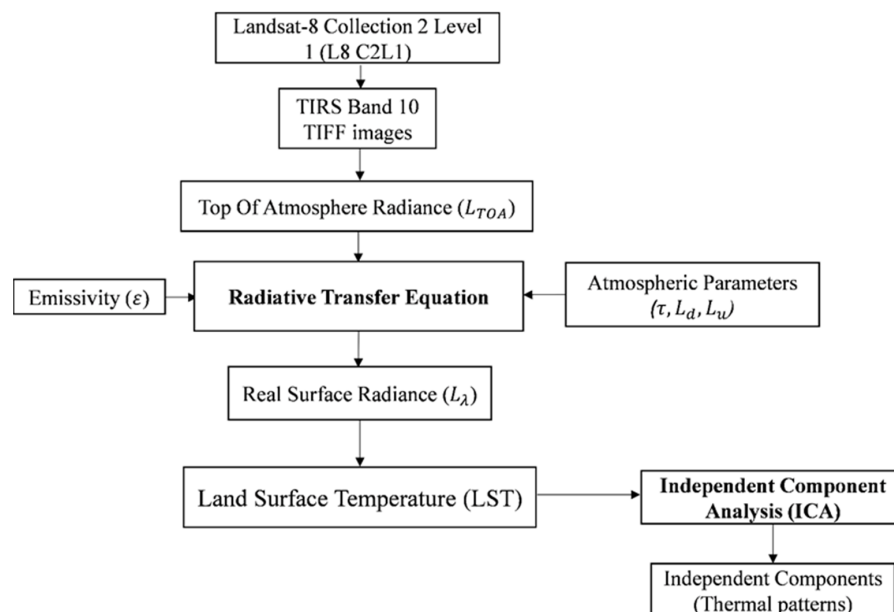 Landsat-8 Collection 2 Level
1 (L8 C2L1)
TIRS Band 10
TIFF images
Top Of Atmosphere Radiance (L_TOA)
Emissivity (ε)
Radiative Transfer Equation
Atmospheric Parameters
(τ, L_d, L_u)
Real Surface Radiance (L_λ)
Land Surface Temperature (LST)
Independent Component
Analysis (ICA)
Independent Components
(Thermal patterns)